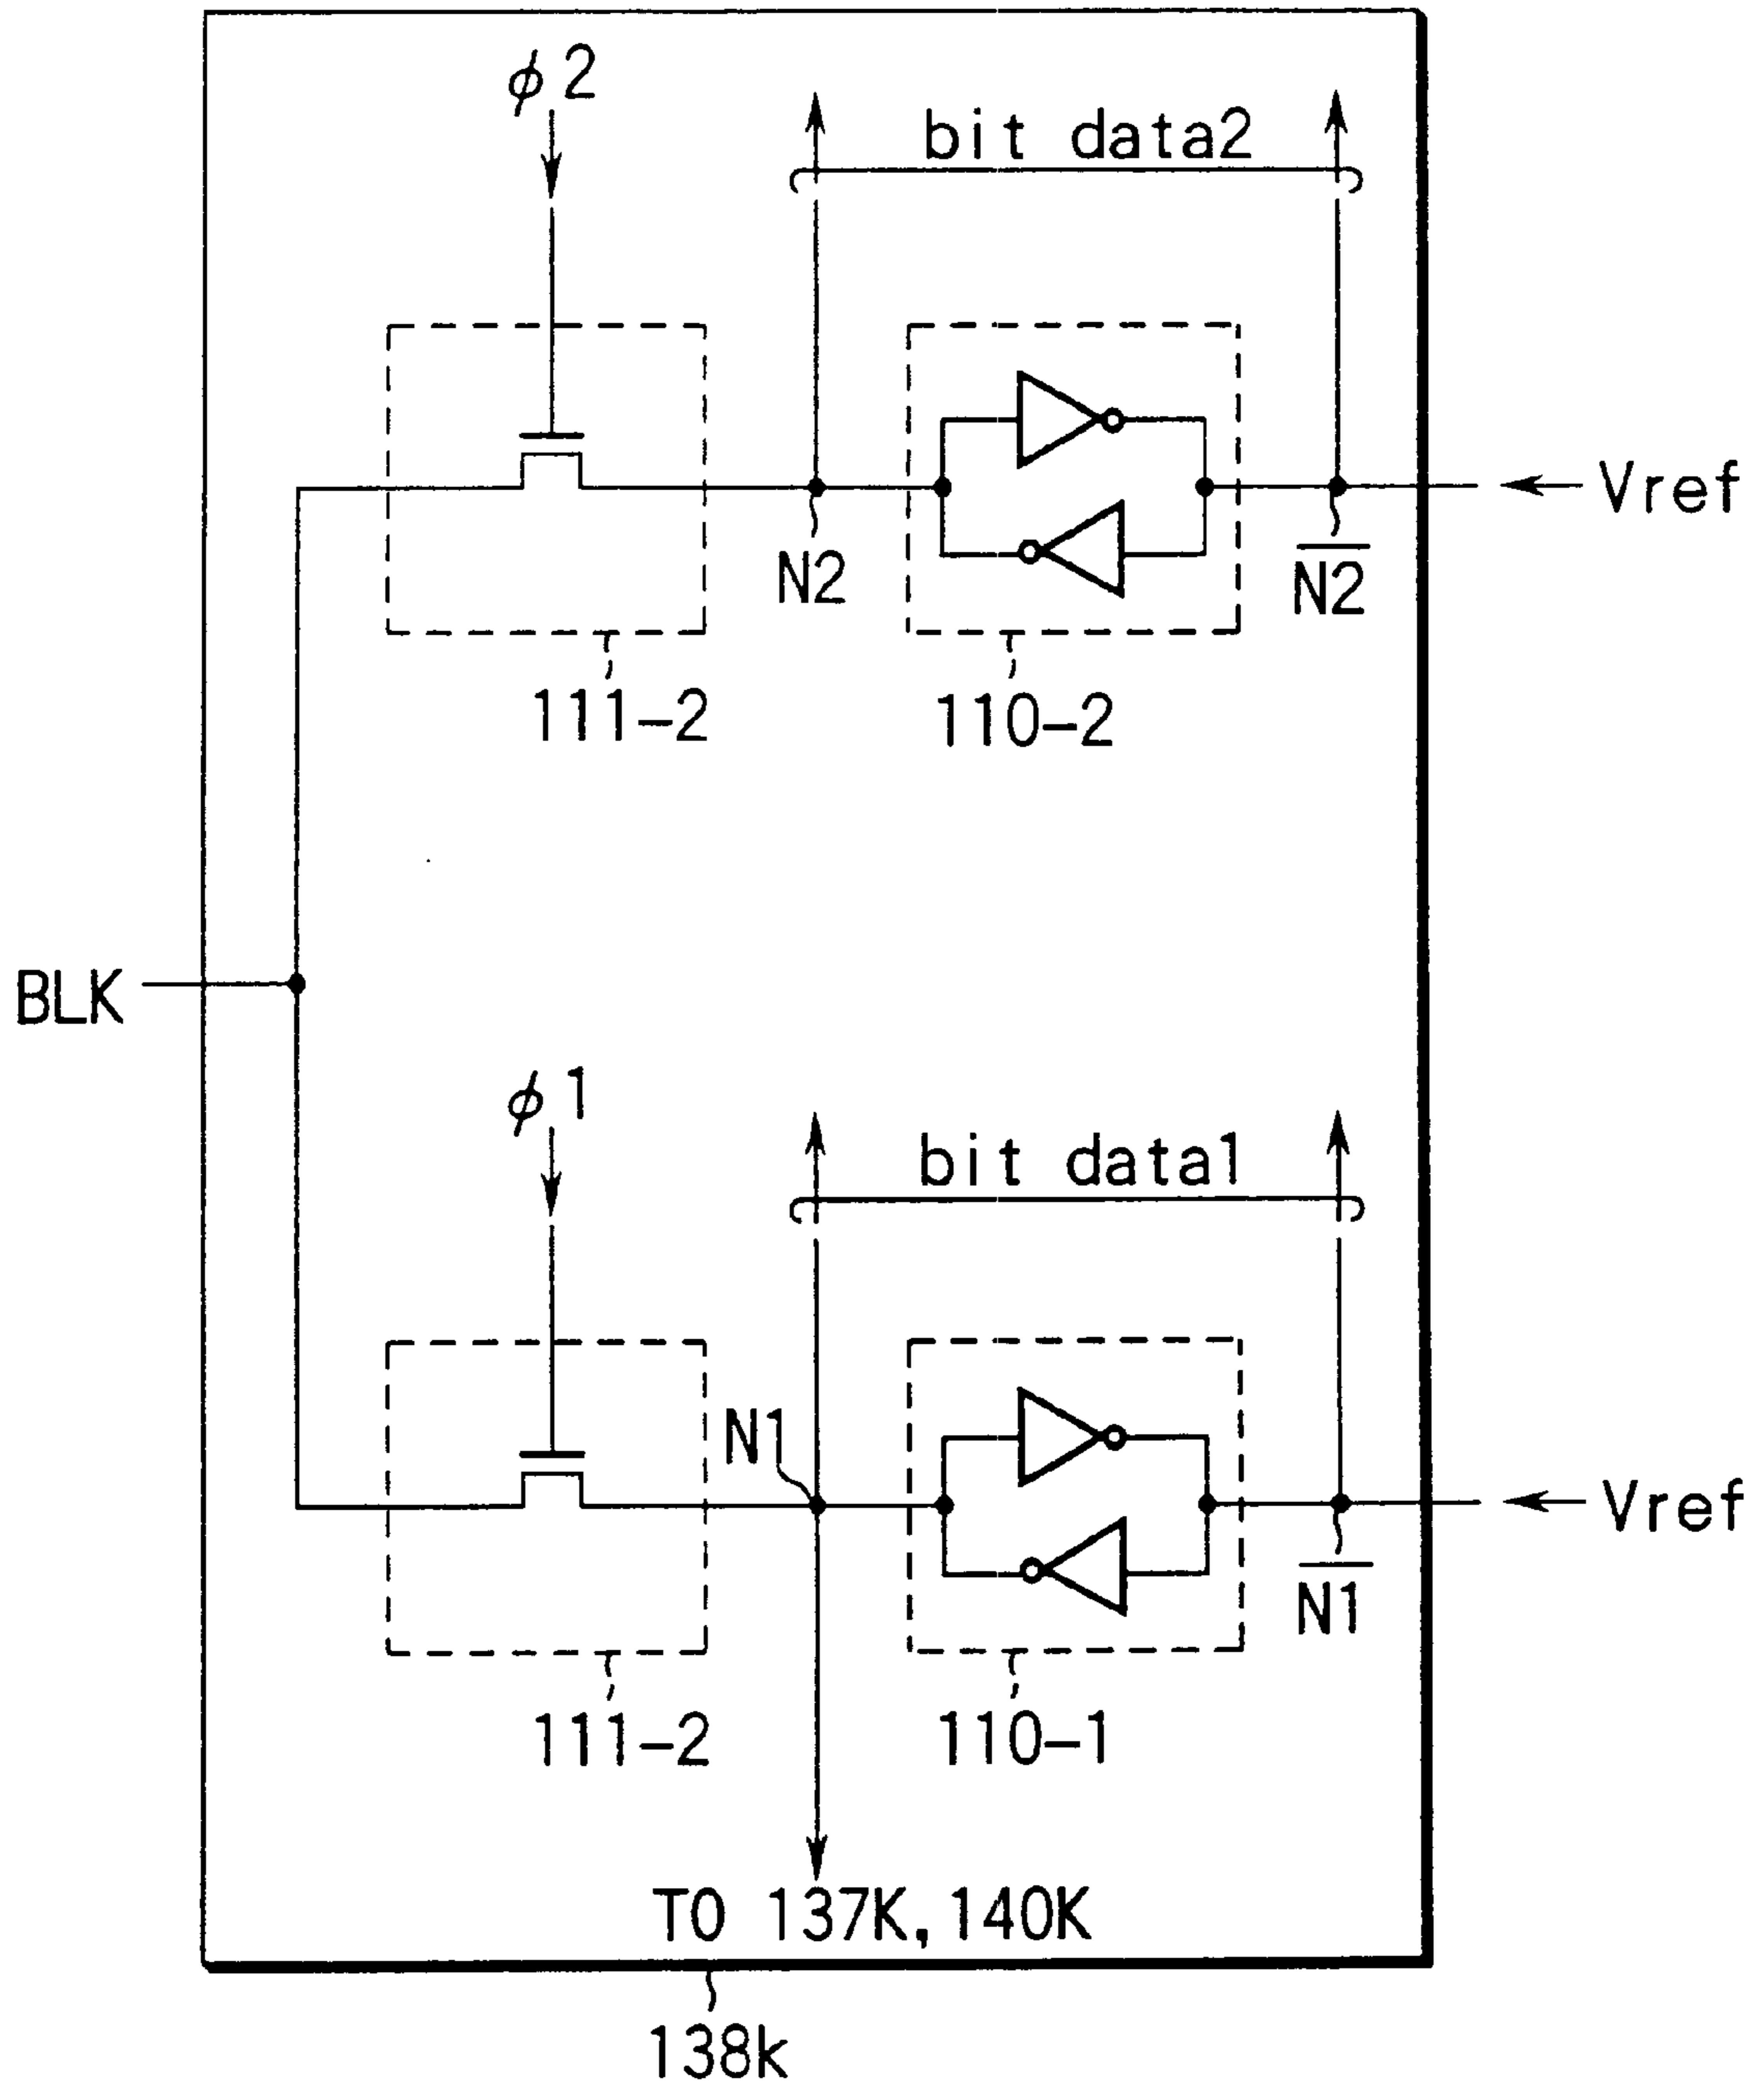 φ2
bit data2
Vref
N2
N2
111-2
110-2
BLK
φ1
bit data1
N1
Vref
N1
111-2
110-1
TO 137K, 140K
138k